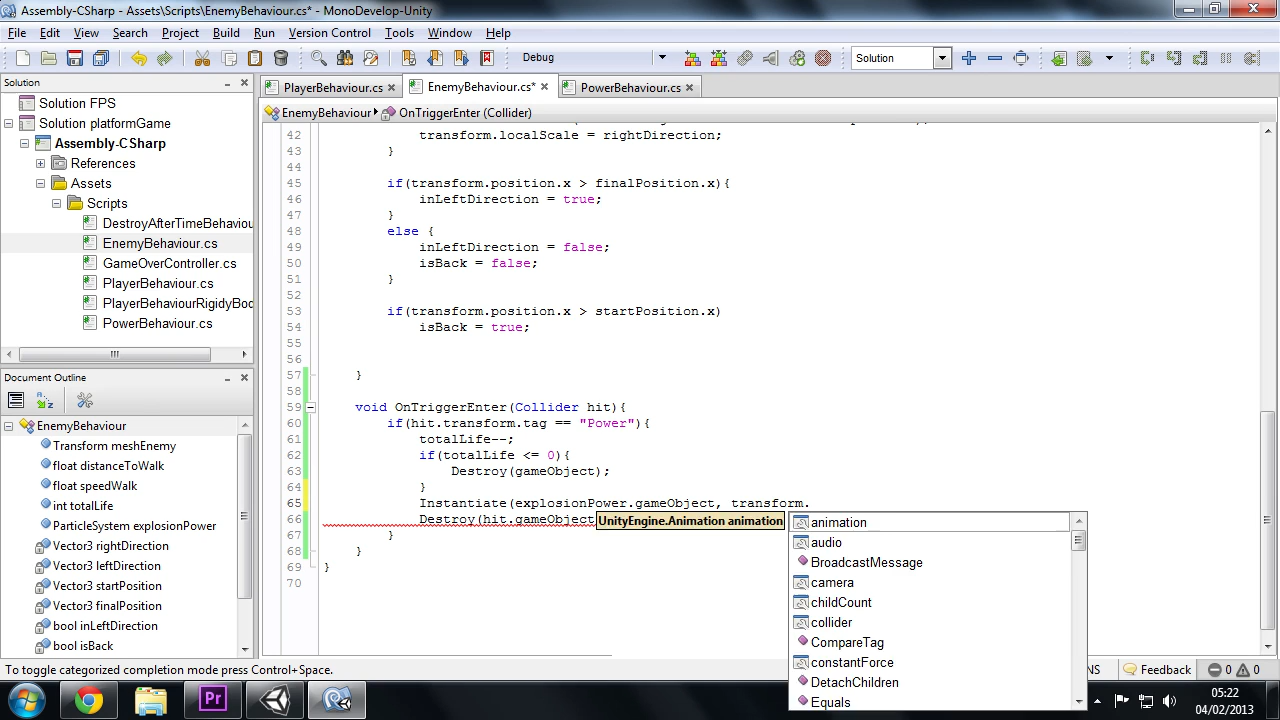 Assembly-CSharp - Assets\Scripts\EnemyBehaviour.cs* - MonoDevelop-Unity
File Edit View Search Project Build Run Version Control Tools Window Help
Debug
Solution
Solution
PlayerBehaviour.cs
EnemyBehaviour.cs*
PowerBehaviour.cs
EnemyBehaviour OnTriggerEnter (Collider)
Solution FPS
Solution platformGame
Assembly-CSharp
References
Assets
Scripts
DestroyAfterTimeBehaviou
EnemyBehaviour.cs
GameOverController.cs
PlayerBehaviour.cs
PlayerBehaviourRigidyBod
PowerBehaviour.cs
Document Outline
EnemyBehaviour
Transform meshEnemy
float distanceToWalk
float speedWalk
int totalLife
ParticleSystem explosionPower
Vector3 rightDirection
Vector3 leftDirection
Vector3 startPosition
Vector3 finalPosition
bool inLeftDirection
bool isBack
42 transform.localScale = rightDirection;
43 }
44
45 if(transform.position.x > finalPosition.x){
46 inLeftDirection = true;
47 }
48 else {
49 inLeftDirection = false;
50 isBack = false;
51 }
52
53 if(transform.position.x > startPosition.x)
54 isBack = true;
55
56
57 }
58
59 void OnTriggerEnter(Collider hit){
60 if(hit.transform.tag == "Power"){
61 totalLife--;
62 if(totalLife <= 0){
63 Destroy(gameObject);
64 }
65 Instantiate(explosionPower.gameObject, transform.
66 Destroy(hit.gameObject
67 }
68 }
69 }
70
UnityEngine.Animation animation
animation
audio
BroadcastMessage
camera
childCount
collider
CompareTag
constantForce
DetachChildren
Equals
To toggle categorized completion mode press Control+Space.
NS
Feedback
0
0
Pr
05:22
04/02/2013